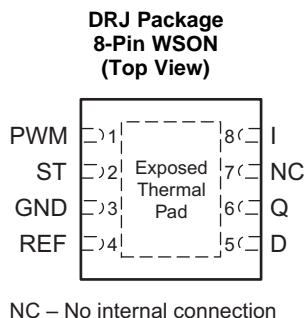 DRJ Package
8-Pin WSON
(Top View)
PWM 1 8 I
ST 2 Exposed 7 NC
Thermal
GND 3 Pad 6 Q
REF 4 5 D
NC – No internal connection